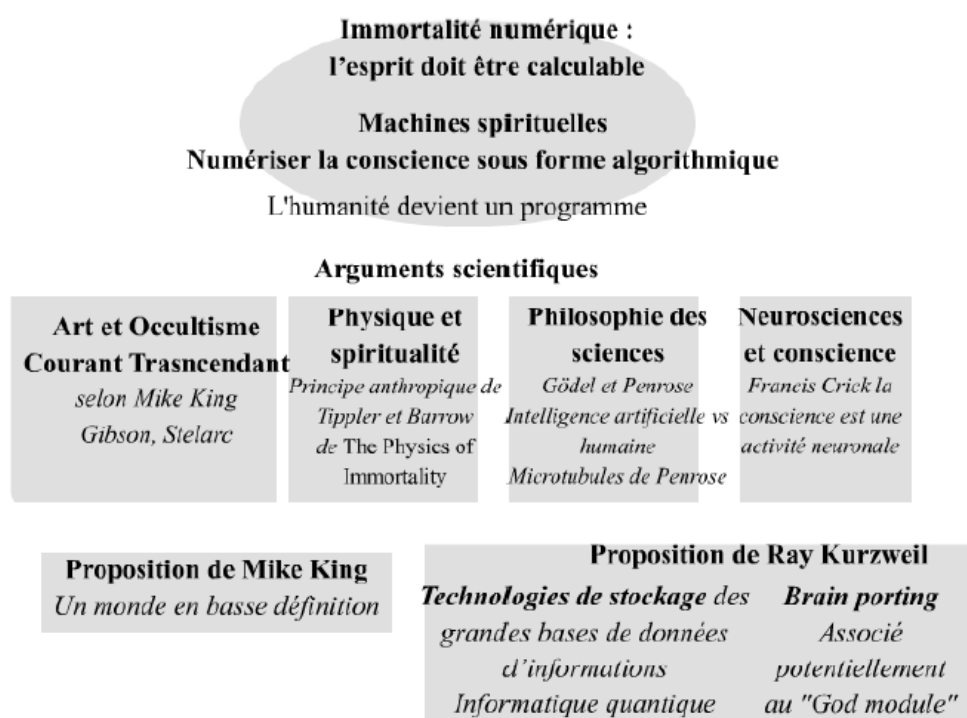 Immortalité numérique :
l'esprit doit être calculable
Machines spirituelles
Numériser la conscience sous forme algorithmique
L'humanité devient un programme
Arguments scientifiques
Art et Occultisme
Courant Trasncendant
selon Mike King
Gibson, Stelarc
Physique et
spiritualité
Principe anthropique de
Tippler et Barrow
de The Physics of
Immortality
Philosophie des
sciences
Gödel et Penrose
Intelligence artificielle vs
humaine
Microtubules de Penrose
Neurosciences
et conscience
Francis Crick la
conscience est une
activité neuronale
Proposition de Mike King
Un monde en basse définition
Proposition de Ray Kurzweil
Technologies de stockage des
grandes bases de données
d'informations
Informatique quantique
Brain porting
Associé
potentiellement
au "God module"